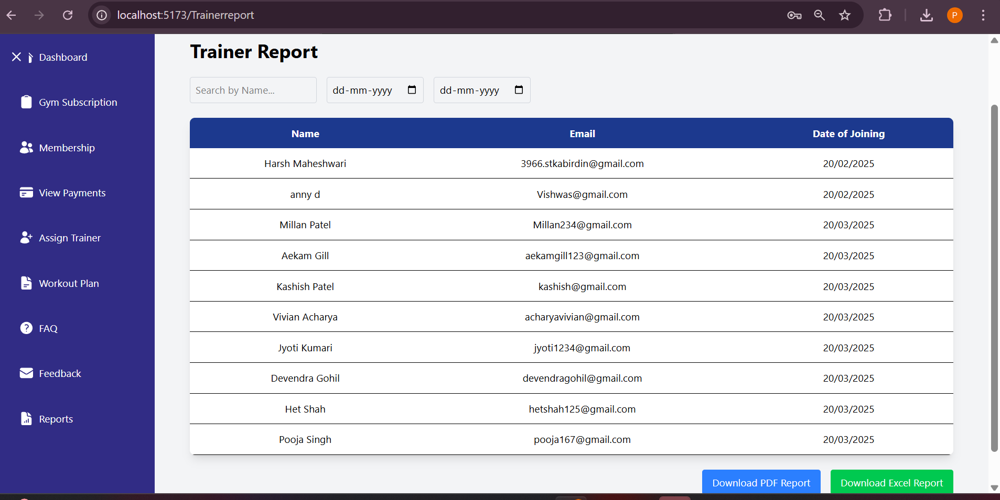 localhost:5173/Trainerreport
P
Dashboard
Gym Subscription
Membership
View Payments
Assign Trainer
Workout Plan
FAQ
Feedback
Reports
Trainer Report
Search by Name... dd-mm-yyyy dd-mm-yyyy
Name Email Date of Joining
Harsh Maheshwari 3966.stkabirdin@gmail.com 20/02/2025
anny d Vishwas@gmail.com 20/02/2025
Millan Patel Millan234@gmail.com 20/03/2025
Aekam Gill aekamgill123@gmail.com 20/03/2025
Kashish Patel kashish@gmail.com 20/03/2025
Vivian Acharya acharyavivian@gmail.com 20/03/2025
Jyoti Kumari jyoti1234@gmail.com 20/03/2025
Devendra Gohil devendragohil@gmail.com 20/03/2025
Het Shah hetshah125@gmail.com 20/03/2025
Pooja Singh pooja167@gmail.com 20/03/2025
Download PDF Report Download Excel Report